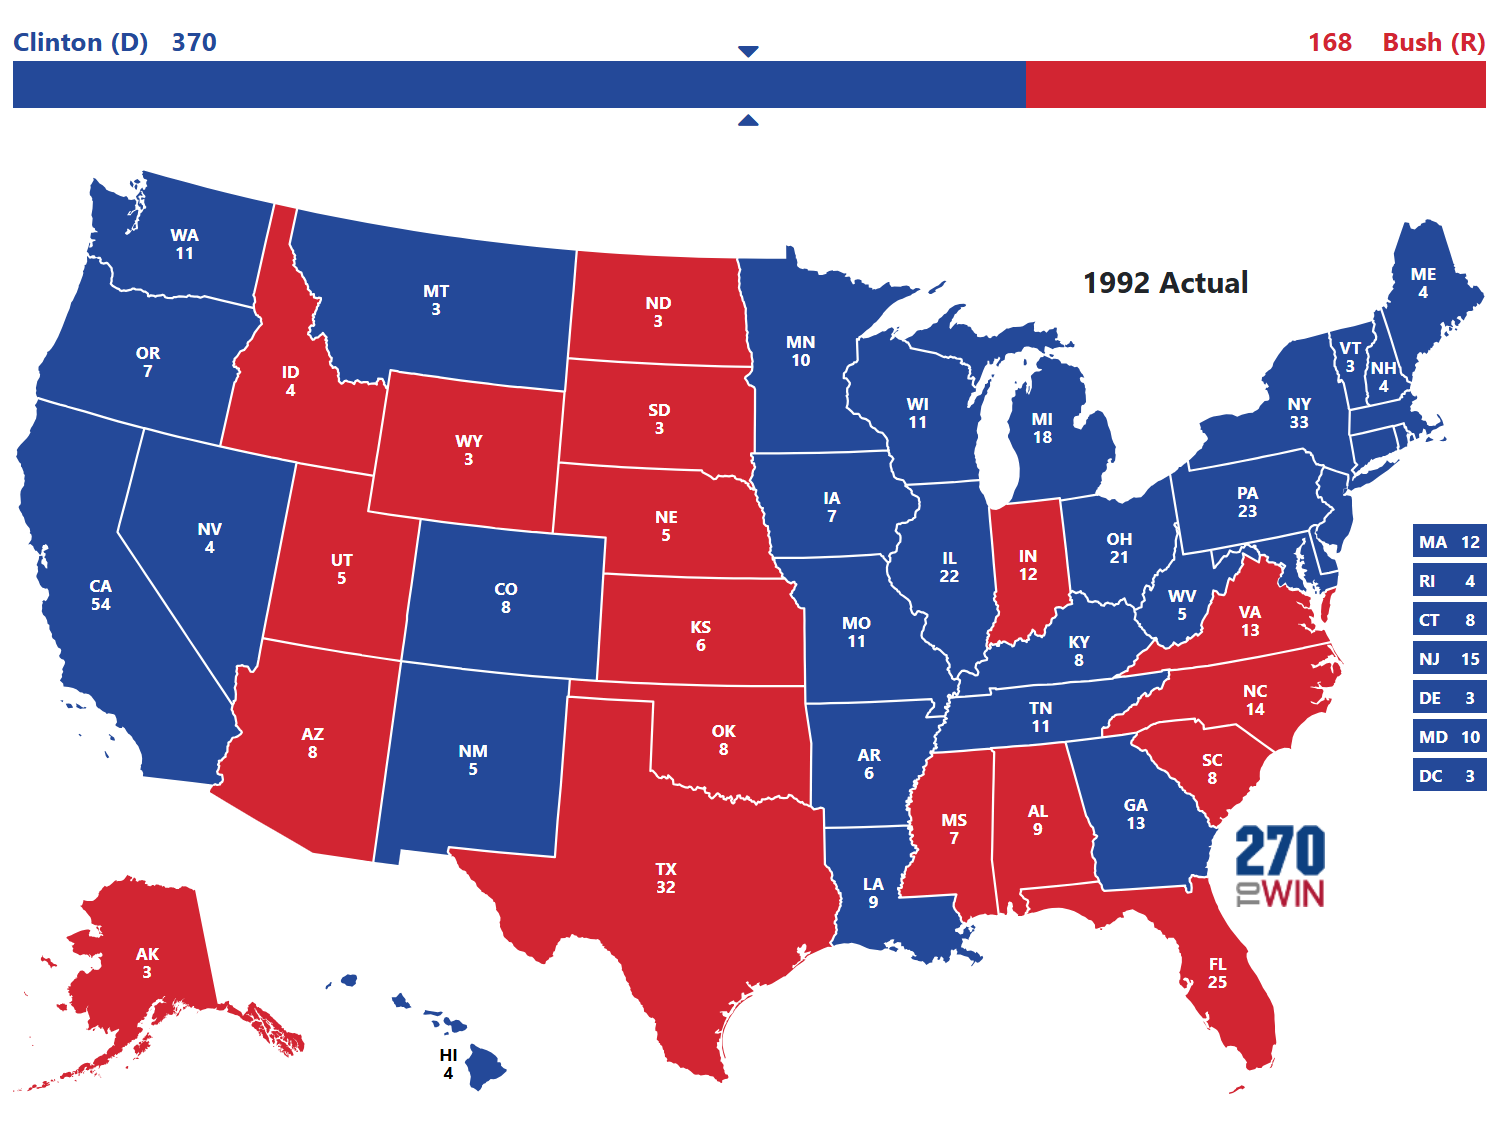 Clinton (D) 370
168 Bush (R)
1992 Actual
WA
11
OR
7
CA
54
NV
4
ID
4
MT
3
WY
3
UT
5
CO
8
AZ
8
NM
5
ND
3
SD
3
NE
5
KS
6
OK
8
TX
32
MN
10
IA
7
MO
11
AR
6
LA
9
WI
11
IL
22
MI
18
IN
12
OH
21
KY
8
TN
11
MS
7
AL
9
GA
13
FL
25
SC
8
NC
14
VA
13
WV
5
PA
23
NY
33
VT
3
NH
4
ME
4
MA 12
RI 4
CT 8
NJ 15
DE 3
MD 10
DC 3
AK
3
HI
4
270
TO WIN